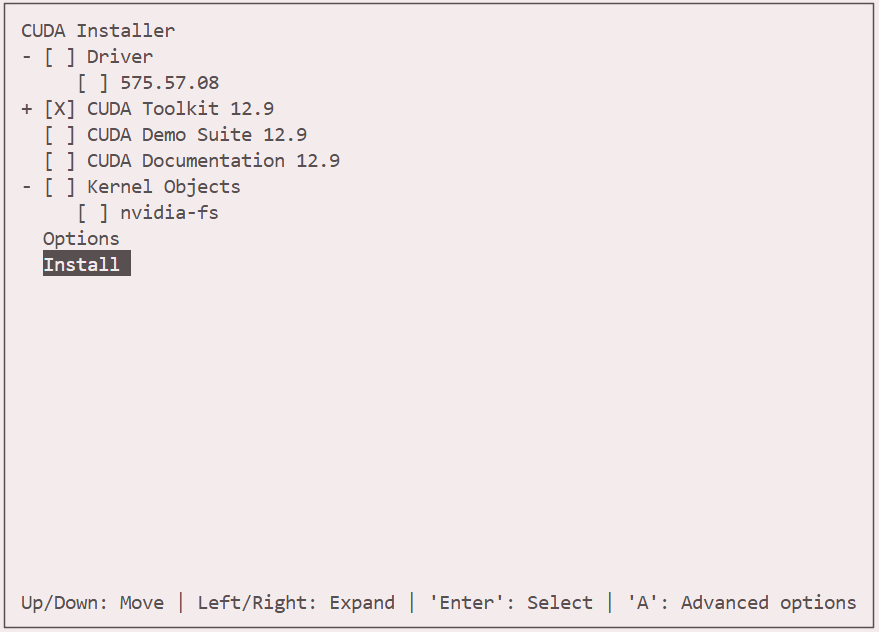 CUDA Installer
- [ ] Driver
[ ] 575.57.08
+ [X] CUDA Toolkit 12.9
[ ] CUDA Demo Suite 12.9
[ ] CUDA Documentation 12.9
- [ ] Kernel Objects
[ ] nvidia-fs
Options
Install
Up/Down: Move | Left/Right: Expand | 'Enter': Select | 'A': Advanced options